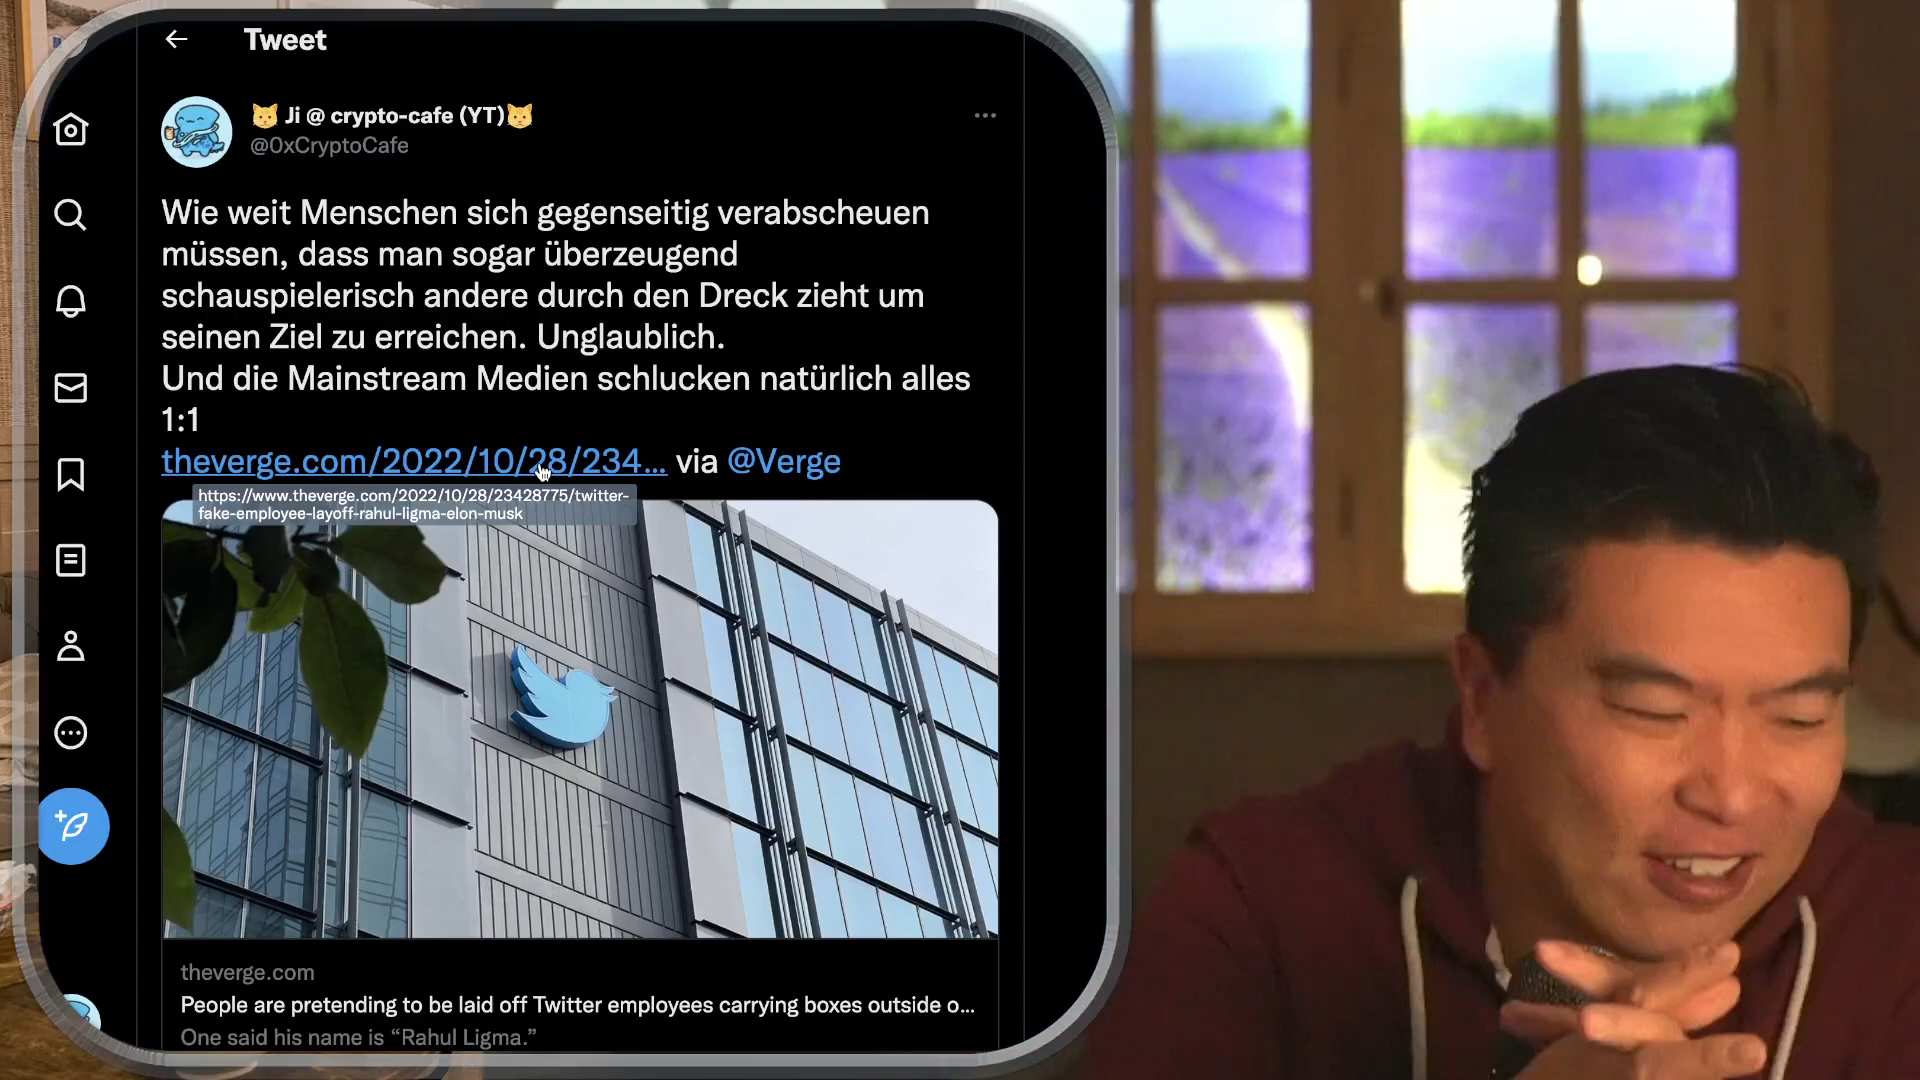 Tweet
🐱 Ji @ crypto-cafe (YT)🐱
@0xCryptoCafe
Wie weit Menschen sich gegenseitig verabscheuen
müssen, dass man sogar überzeugend
schauspielerisch andere durch den Dreck zieht um
seinen Ziel zu erreichen. Unglaublich.
Und die Mainstream Medien schlucken natürlich alles
1:1
theverge.com/2022/10/28/234... via @Verge
https://www.theverge.com/2022/10/28/23428775/twitter-
fake-employee-layoff-rahul-ligma-elon-musk
theverge.com
People are pretending to be laid off Twitter employees carrying boxes outside o...
One said his name is “Rahul Ligma.”